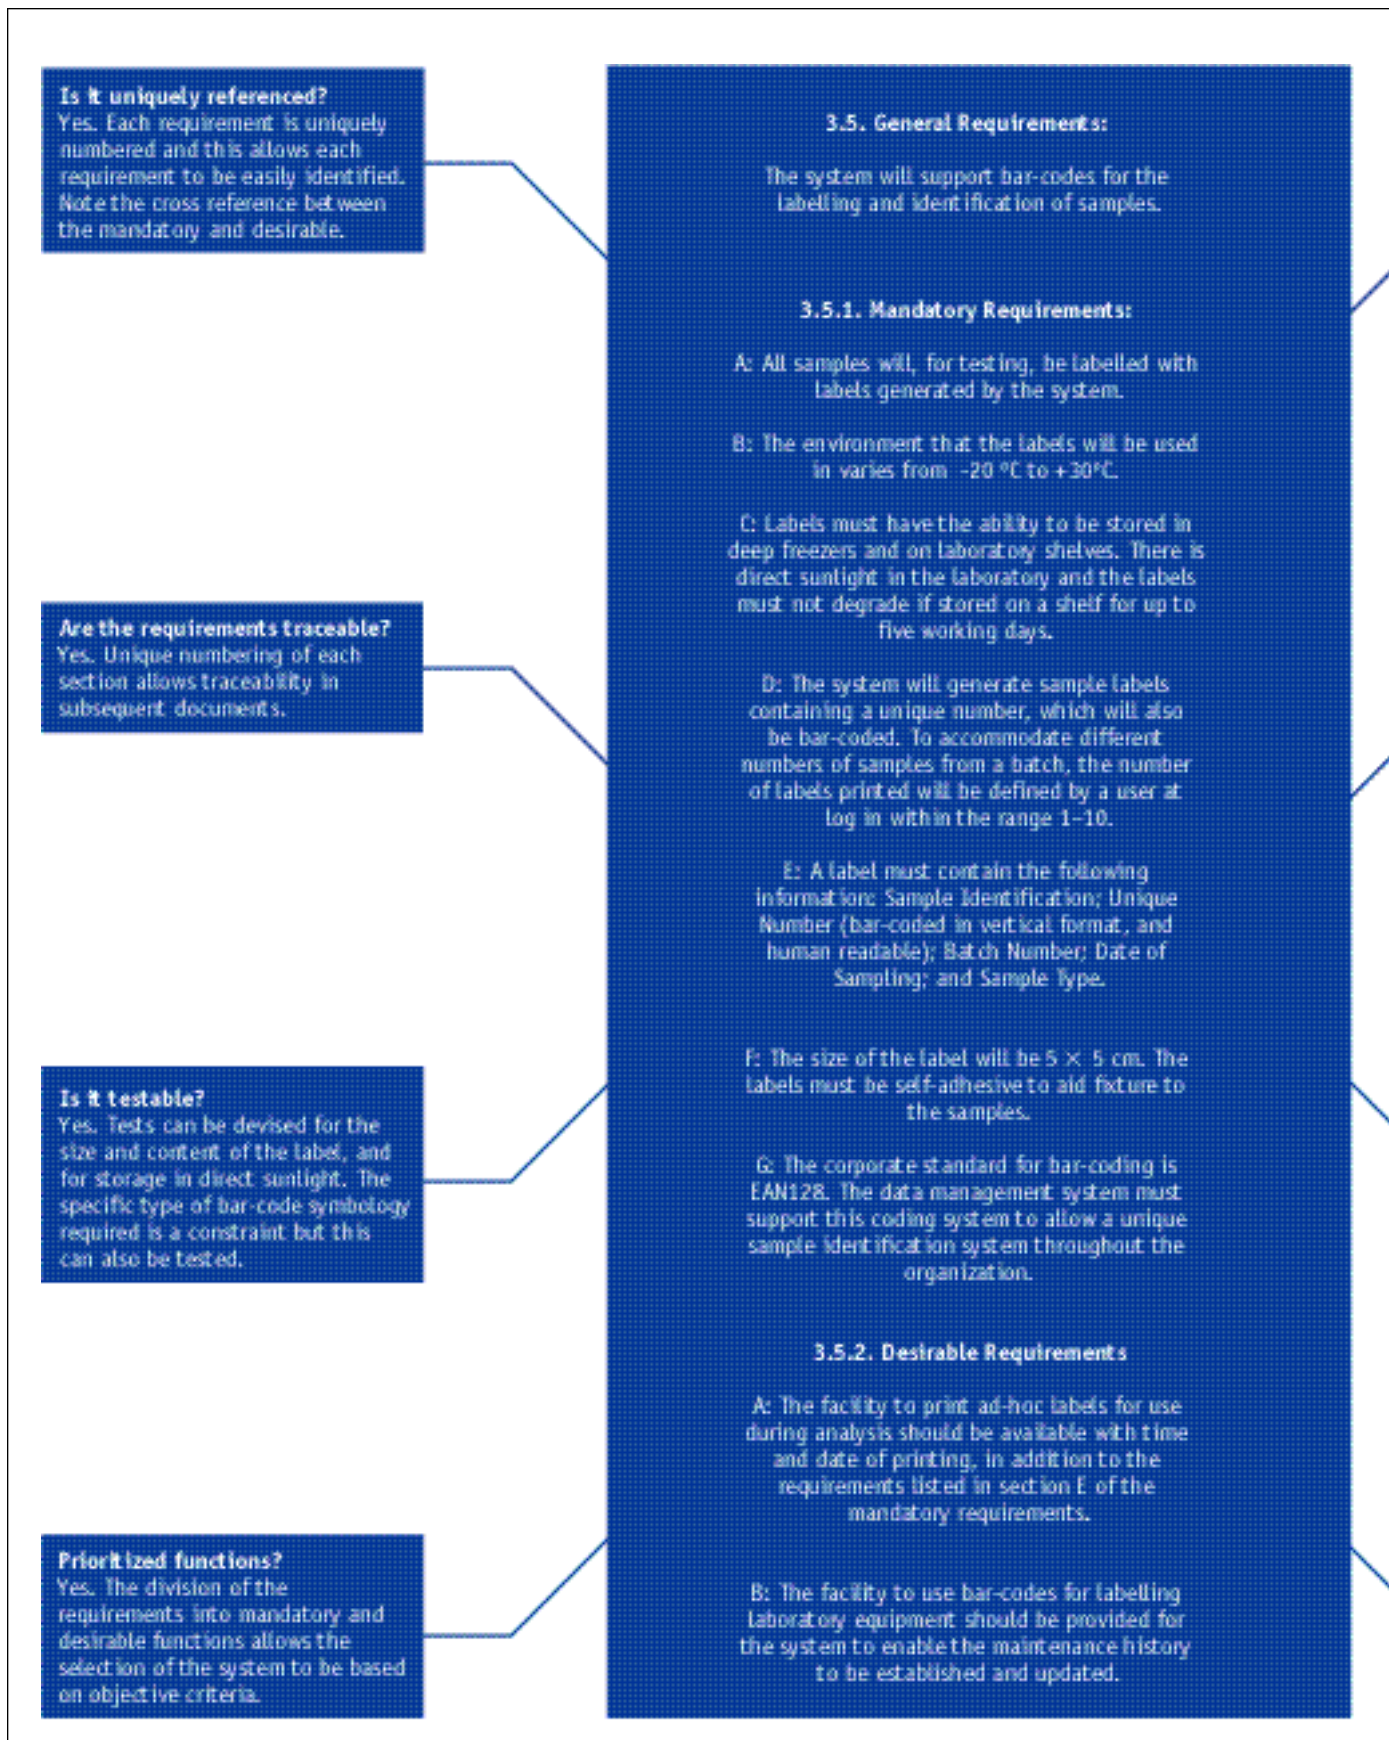 Is it uniquely referenced?
Yes. Each requirement is uniquely
numbered and this allows each
requirement to be easily identified.
Note the cross reference between
the mandatory and desirable.
Are the requirements traceable?
Yes. Unique numbering of each
section allows traceability in
subsequent documents.
Is it testable?
Yes. Tests can be devised for the
size and content of the label, and
for storage in direct sunlight. The
specific type of bar-code symbology
required is a constraint but this
can also be tested.
Prioritized functions?
Yes. The division of the
requirements into mandatory and
desirable functions allows the
selection of the system to be based
on objective criteria.
3.5. General Requirements:
The system will support bar-codes for the
labelling and identification of samples.
3.5.1. Mandatory Requirements:
A: All samples will, for testing, be labelled with
labels generated by the system.
B: The environment that the labels will be used
in varies from -20 ºC to +30ºC.
C: Labels must have the ability to be stored in
deep freezers and on laboratory shelves. There is
direct sunlight in the laboratory and the labels
must not degrade if stored on a shelf for up to
five working days.
D: The system will generate sample labels
containing a unique number, which will also
be bar-coded. To accommodate different
numbers of samples from a batch, the number
of labels printed will be defined by a user at
log in within the range 1–10.
E: A label must contain the following
information: Sample Identification; Unique
Number (bar-coded in vertical format, and
human readable); Batch Number; Date of
Sampling; and Sample Type.
F: The size of the label will be 5 × 5 cm. The
labels must be self-adhesive to aid fixture to
the samples.
G: The corporate standard for bar-coding is
EAN128. The data management system must
support this coding system to allow a unique
sample identification system throughout the
organization.
3.5.2. Desirable Requirements
A: The facility to print ad-hoc labels for use
during analysis should be available with time
and date of printing, in addition to the
requirements listed in section E of the
mandatory requirements.
B: The facility to use bar-codes for labelling
laboratory equipment should be provided for
the system to enable the maintenance history
to be established and updated.